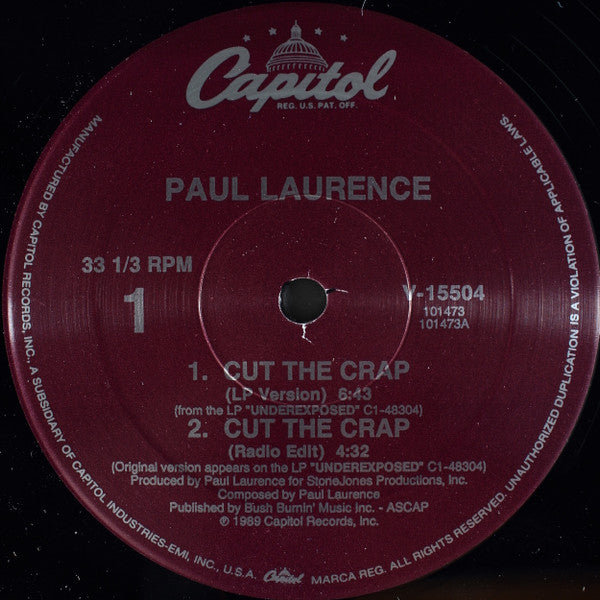 Capitol
REG. U.S. PAT. OFF.
PAUL LAURENCE
33 1/3 RPM
1
Y-15504
101473
101473A
1. CUT THE CRAP
(LP Version) 6:43
(from the LP "UNDEREXPOSED" C1-48304)
2. CUT THE CRAP
(Radio Edit) 4:32
(Original version appears on the LP "UNDEREXPOSED" C1-48304)
Produced by Paul Laurence for StoneJones Productions, Inc.
Composed by Paul Laurence
Published by Bush Burnin' Music Inc. - ASCAP
℗ 1989 Capitol Records, Inc.
MANUFACTURED BY CAPITOL RECORDS, INC., A SUBSIDIARY OF CAPITOL INDUSTRIES-EMI, INC., U.S.A. Capitol MARCA REG. ALL RIGHTS RESERVED. UNAUTHORIZED DUPLICATION IS A VIOLATION OF APPLICABLE LAWS.